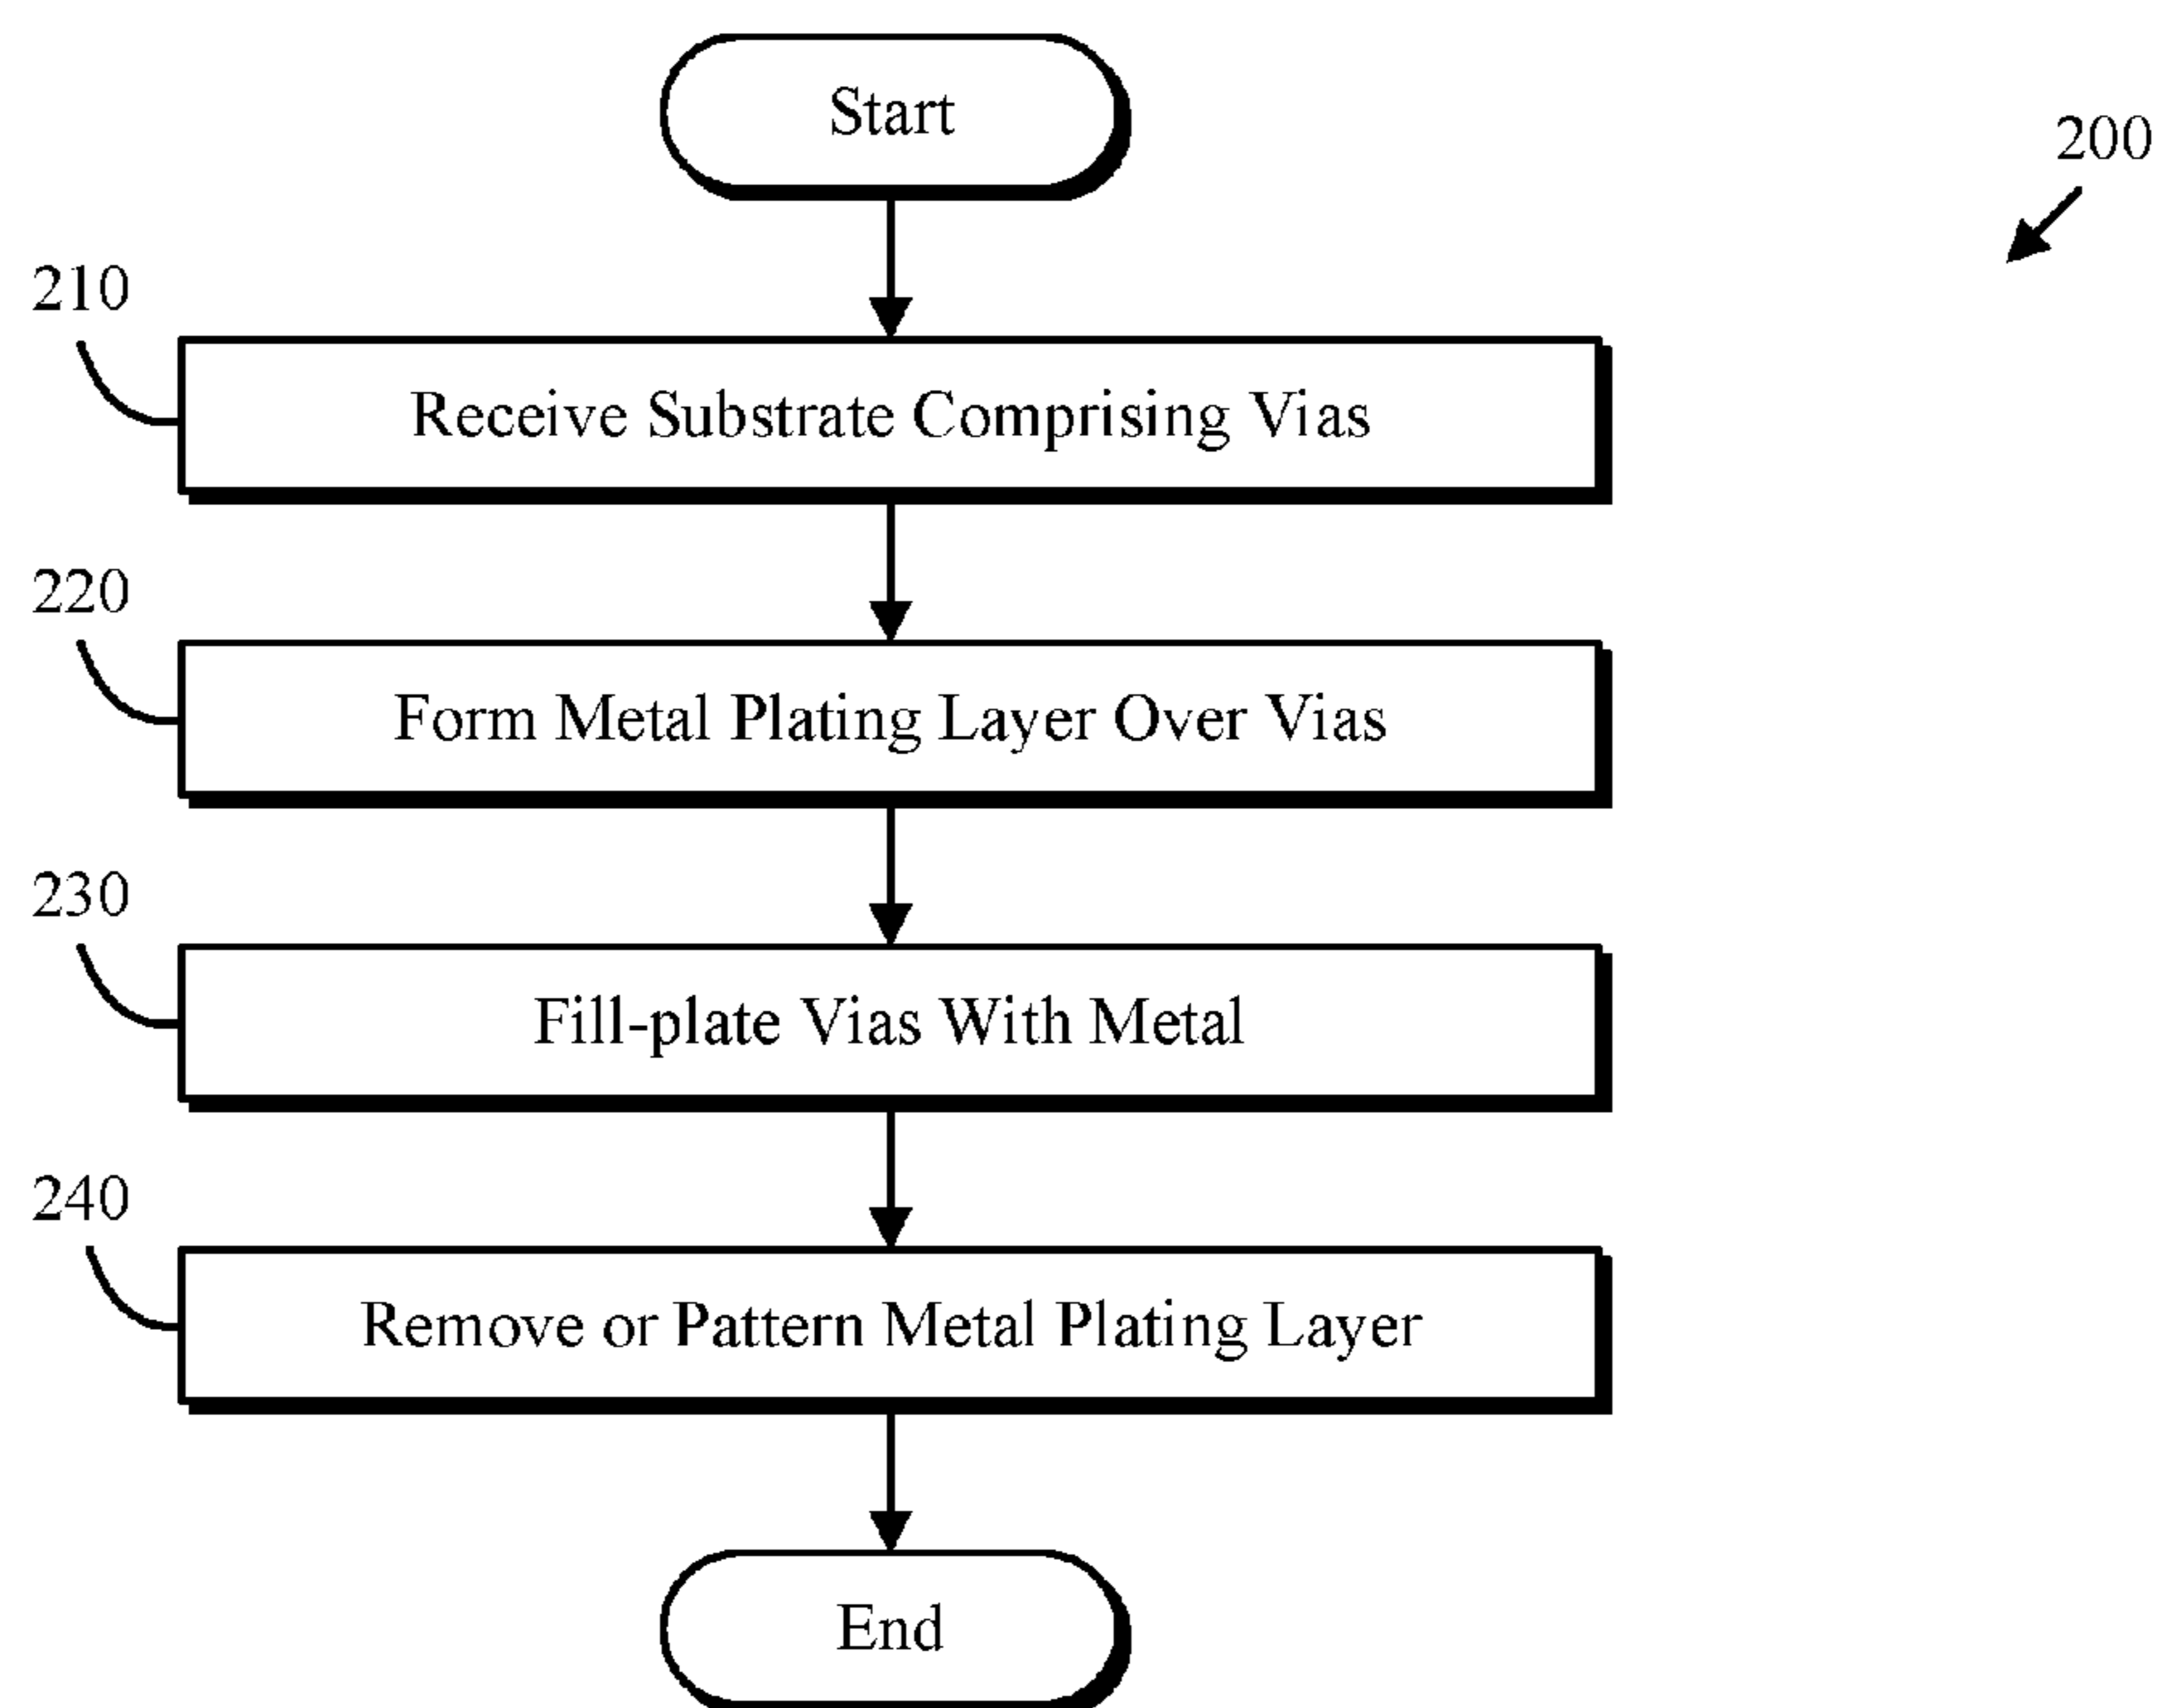 Start
200
210
Receive Substrate Comprising Vias
220
Form Metal Plating Layer Over Vias
230
Fill-plate Vias With Metal
240
Remove or Pattern Metal Plating Layer
End